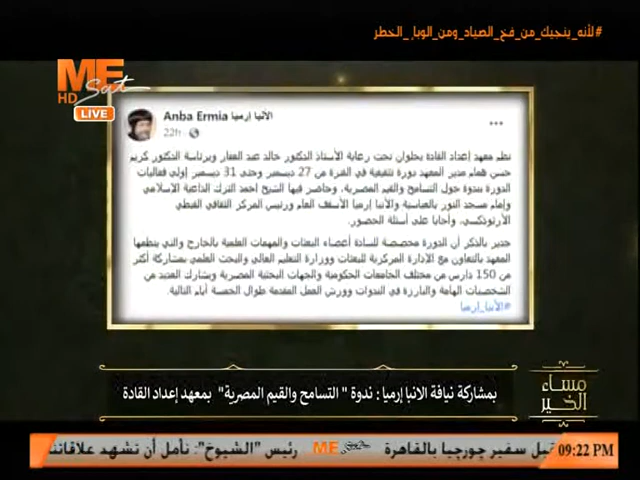 #لأنه_ينجيك_من_فخ_الصياد_ومن_الوبإ_الخطر
ME
Sat
HD
LIVE
Anba Ermia الأنبا إرميا
22h
نظم معهد إعداد القادة بحلوان تحت رعاية الأستاذ الدكتور خالد عبد الغفار وبرئاسة الدكتور كريم
حسن همام مدير المعهد دورة تثقيفية في الفترة من 27 ديسمبر وحتى 31 ديسمبر أولى فعاليات
الدورة بندوة حول التسامح والقيم المصرية، وحاضر فيها الشيخ احمد الترك الداعية الاسلامي
وإمام مسجد النور بالعباسية والأنبا إرميا الأسقف العام ورئيس المركز الثقافي القبطي
الأرثوذكسي، وأجابا على أسئلة الحضور.
جدير بالذكر أن الدورة مخصصة للسادة أعضاء البعثات والمهمات العلمية بالخارج والتي ينظمها
المعهد بالتعاون مع الإدارة المركزية للبعثات ووزارة التعليم العالي والبحث العلمي بمشاركة أكثر
من 150 دارس من مختلف الجامعات الحكومية والجهات البحثية المصرية ويشارك العديد من
الشخصيات الهامة والبارزة في الندوات وورش العمل المقدمة طوال الخمسة أيام التالية.
#الأنبا_إرميا
بمشاركة نيافة الانبا إرميا : ندوة " التسامح والقيم المصرية" بمعهد إعداد القادة
مساء
الخير
09:22 PM
قبل سفير جورجيا بالقاهرة ME Sat رئيس "الشيوخ": نأمل أن تشهد علاقاتنا